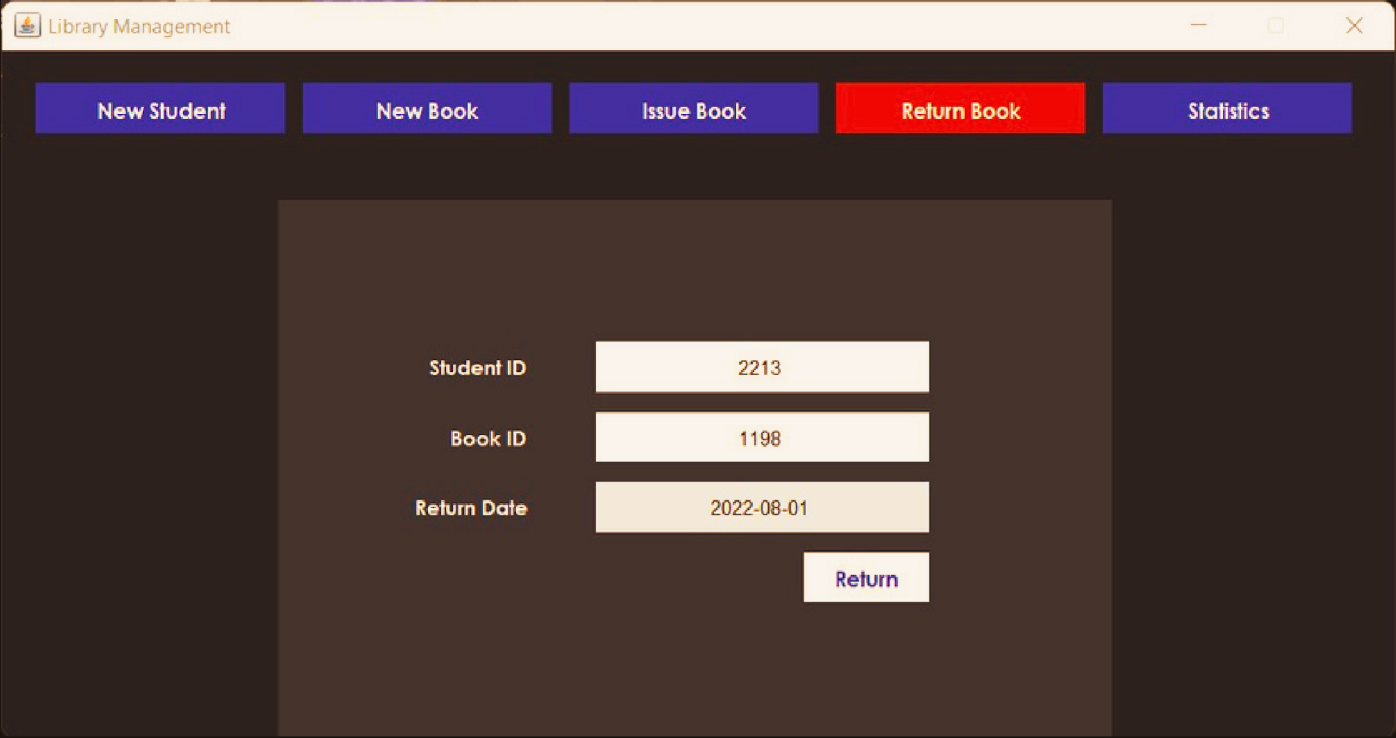 Library Management
New Student New Book Issue Book Return Book Statistics
Student ID 2213
Book ID 1198
Return Date 2022-08-01
Return